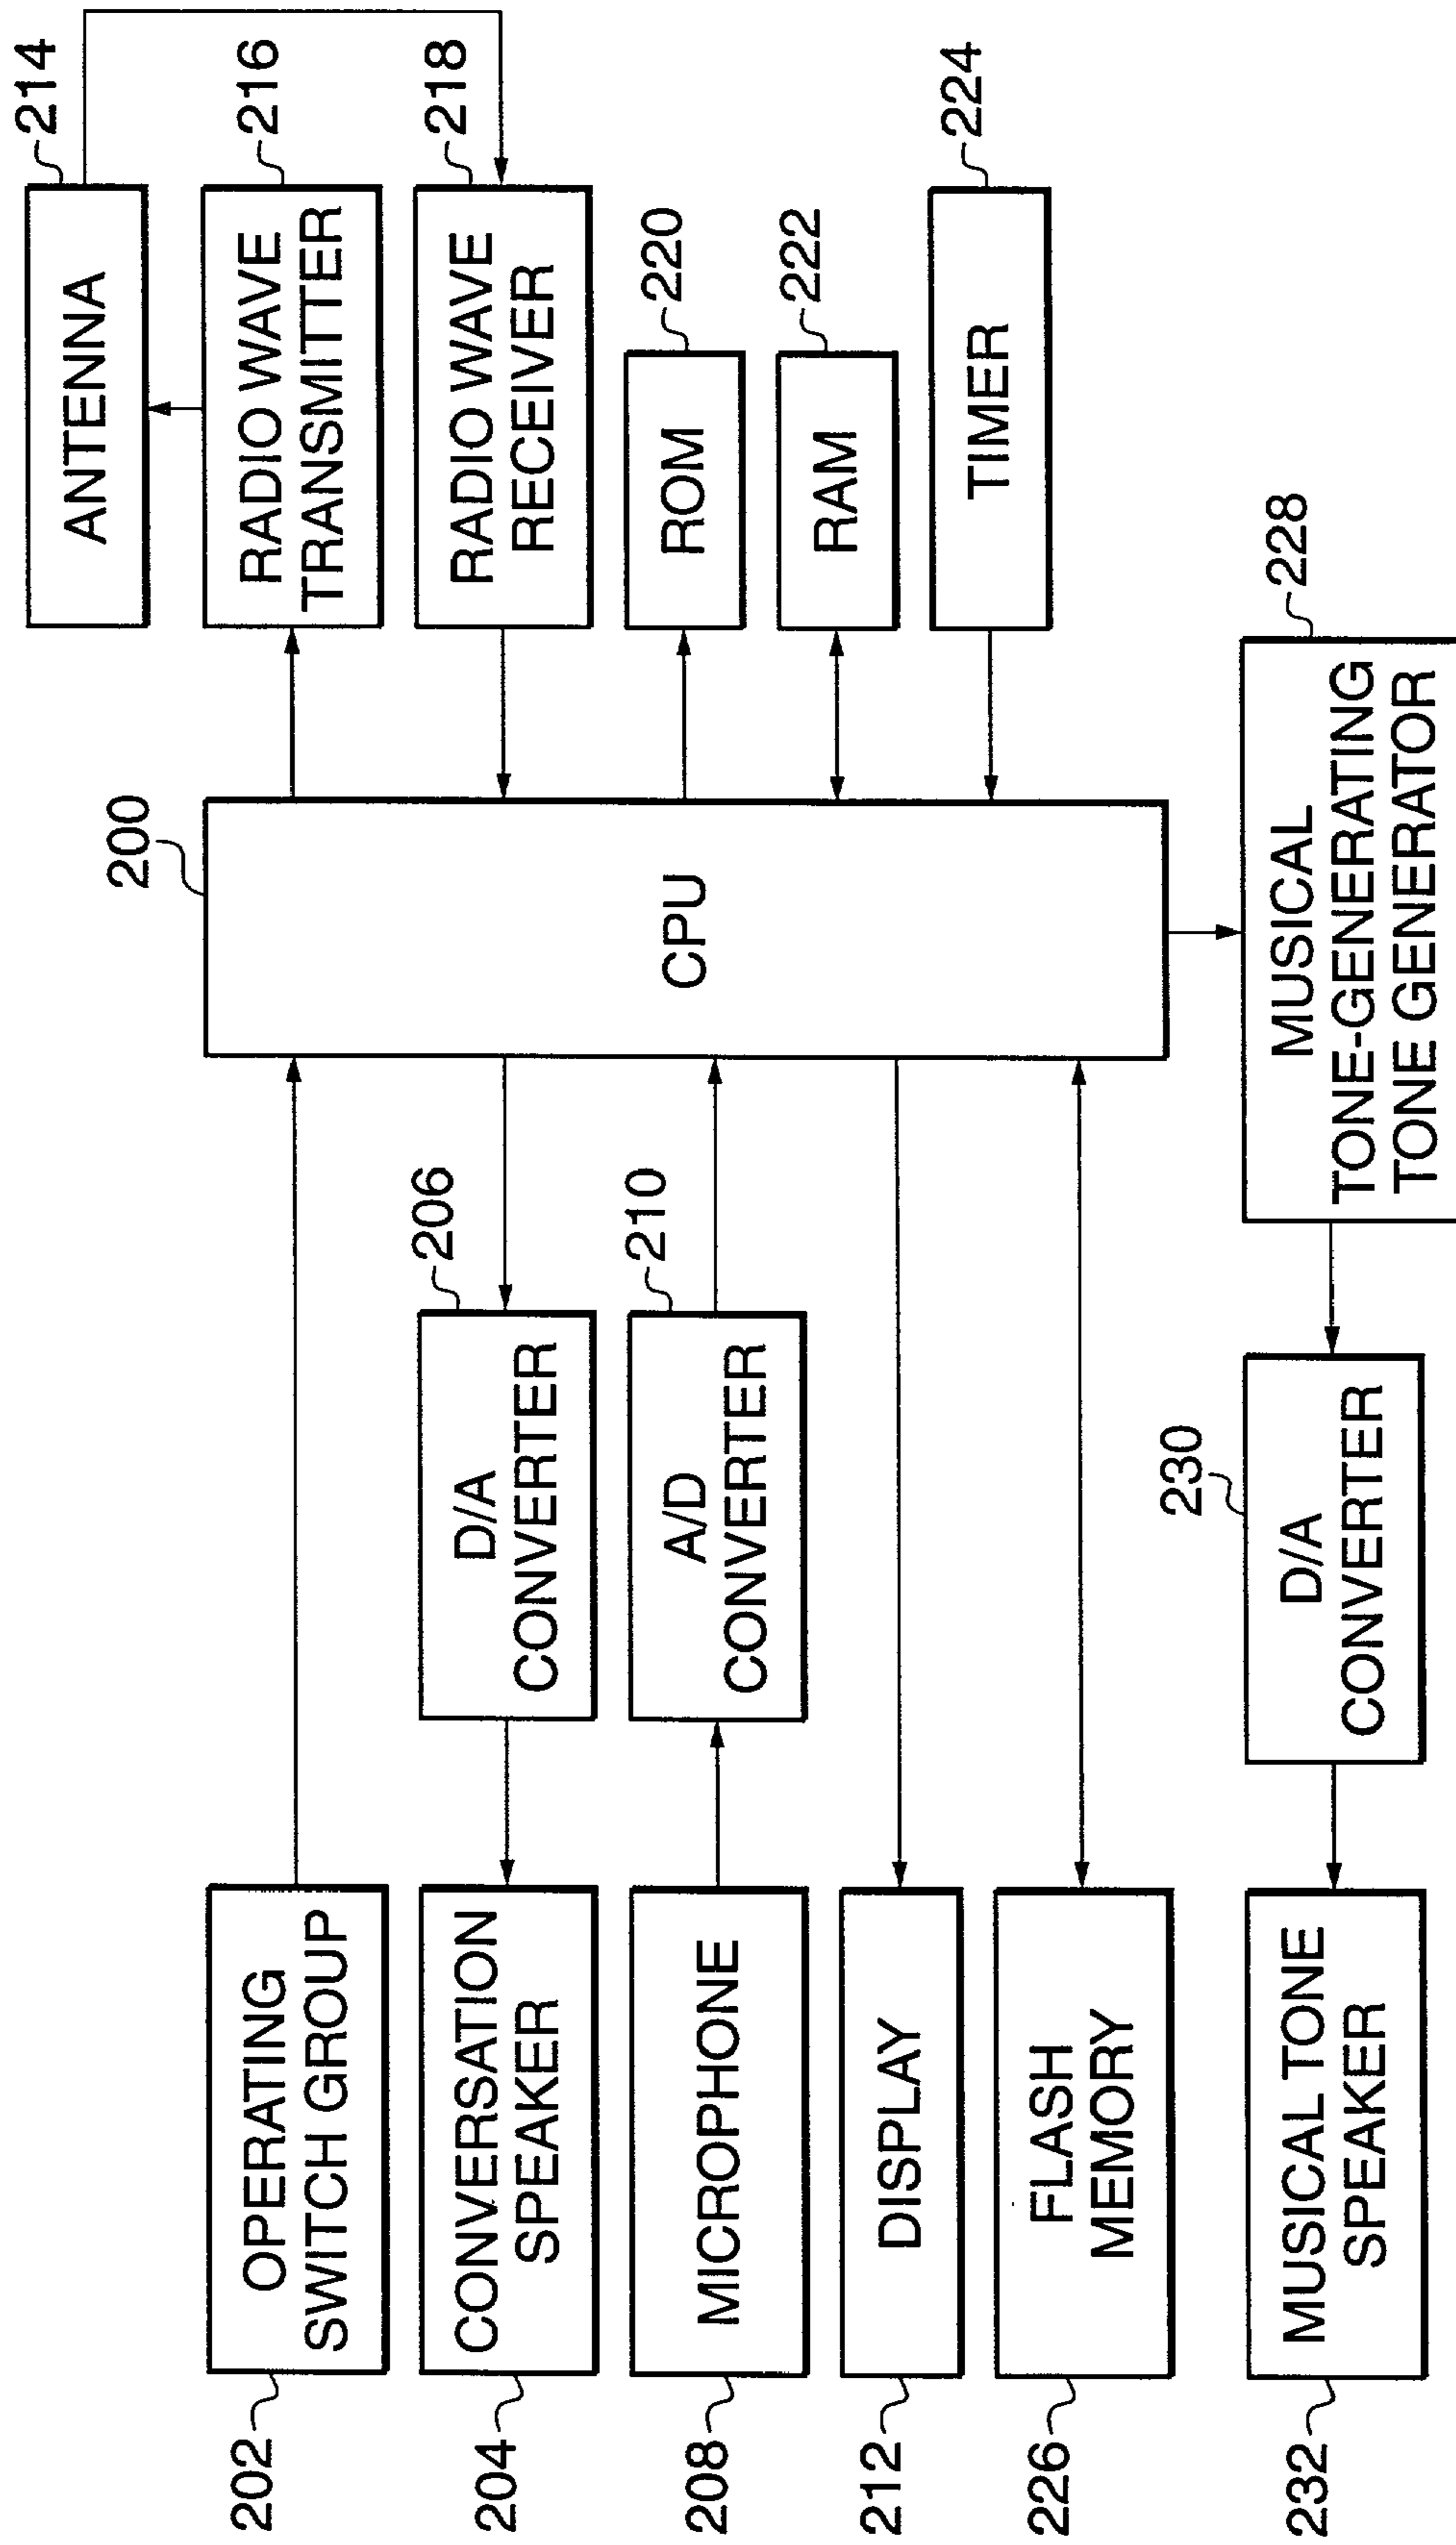 214
ANTENNA
216
RADIO WAVE
TRANSMITTER
218
RADIO WAVE
RECEIVER
220
ROM
222
RAM
224
TIMER
200
CPU
228
MUSICAL
TONE-GENERATING
TONE GENERATOR
206
D/A
CONVERTER
210
A/D
CONVERTER
230
D/A
CONVERTER
202
OPERATING
SWITCH GROUP
204
CONVERSATION
SPEAKER
208
MICROPHONE
212
DISPLAY
226
FLASH
MEMORY
232
MUSICAL TONE
SPEAKER